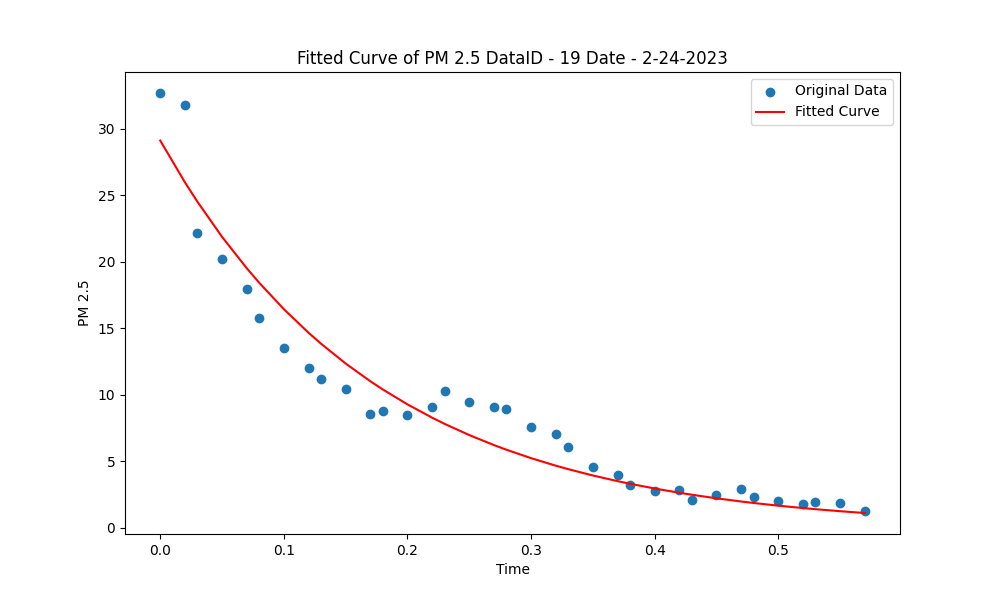 Fitted Curve of PM 2.5 DataID - 19 Date - 2-24-2023
Original Data
Fitted Curve
30
25
20
15
10
5
0
PM 2.5
0.0 0.1 0.2 0.3 0.4 0.5
Time